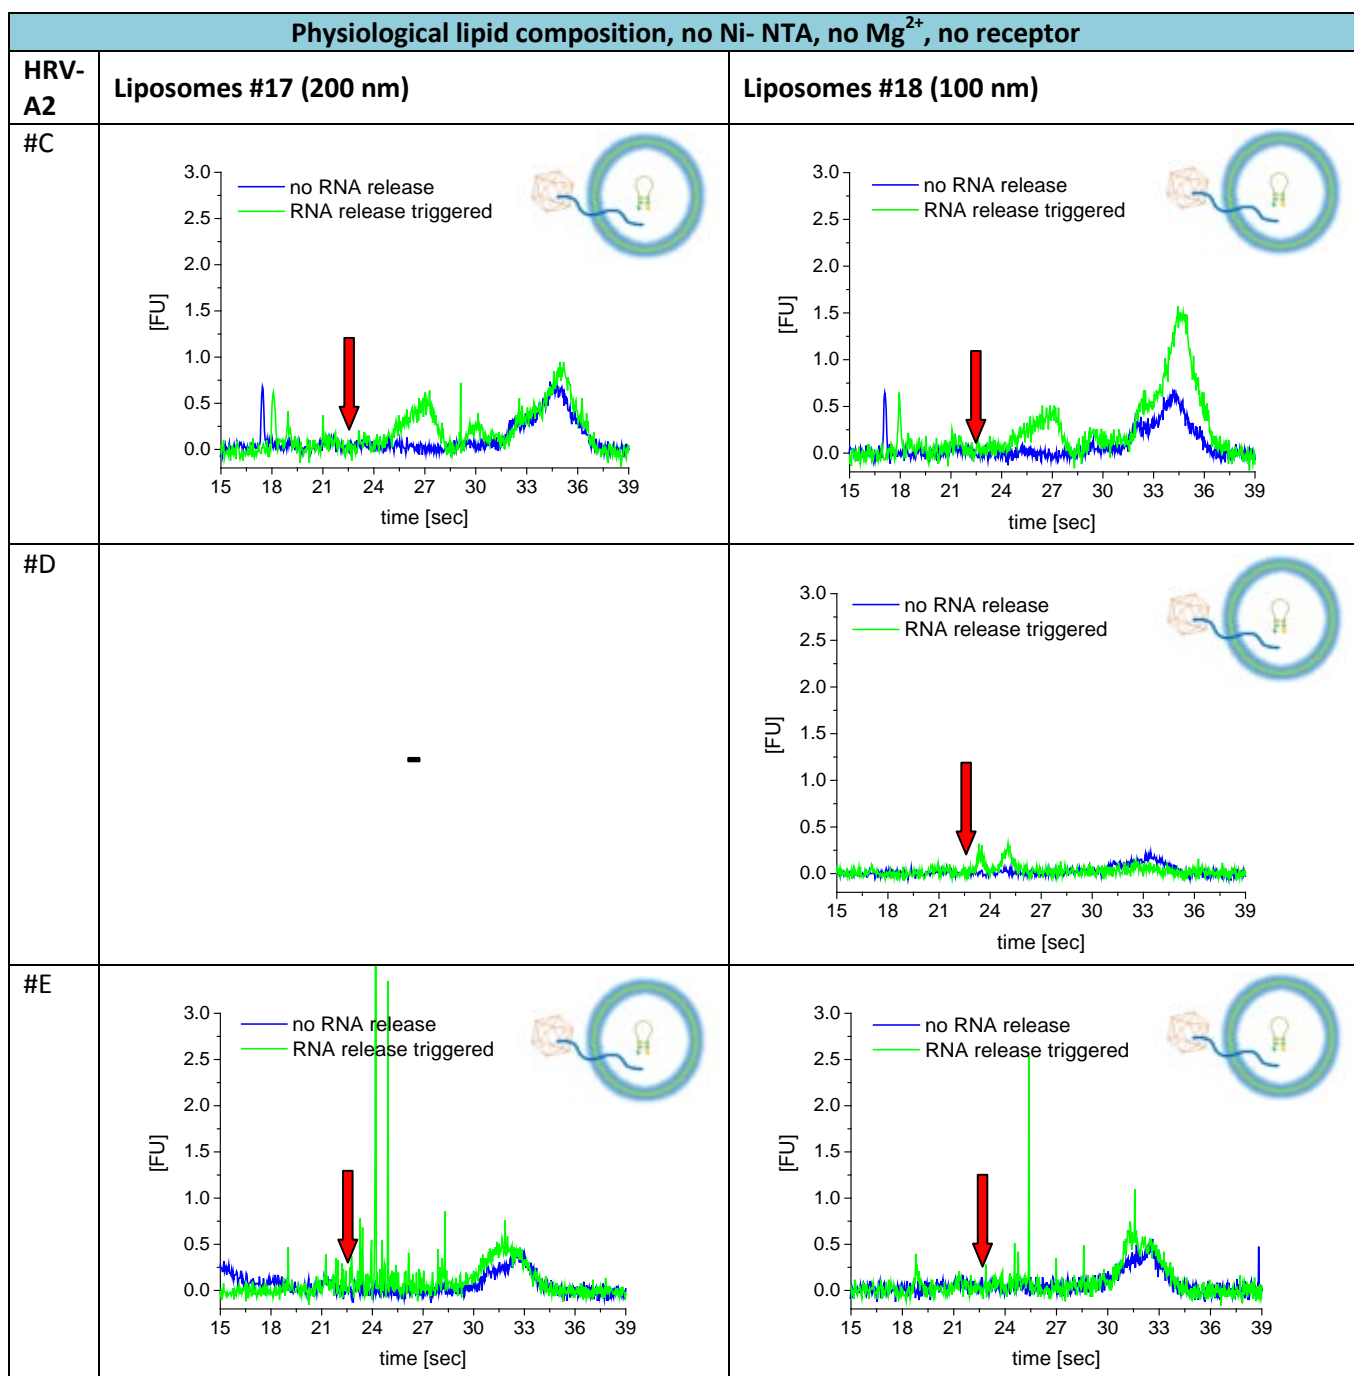 Physiological lipid composition, no Ni- NTA, no Mg2+, no receptor
HRV-
A2
Liposomes #17 (200 nm)
Liposomes #18 (100 nm)
#C
3.0
2.5
2.0
1.5
1.0
0.5
0.0
[FU]
no RNA release
RNA release triggered
15 18 21 24 27 30 33 36 39
time [sec]
3.0
2.5
2.0
1.5
1.0
0.5
0.0
[FU]
no RNA release
RNA release triggered
15 18 21 24 27 30 33 36 39
time [sec]
#D
-
3.0
2.5
2.0
1.5
1.0
0.5
0.0
[FU]
no RNA release
RNA release triggered
15 18 21 24 27 30 33 36 39
time [sec]
#E
3.0
2.5
2.0
1.5
1.0
0.5
0.0
[FU]
no RNA release
RNA release triggered
15 18 21 24 27 30 33 36 39
time [sec]
3.0
2.5
2.0
1.5
1.0
0.5
0.0
[FU]
no RNA release
RNA release triggered
15 18 21 24 27 30 33 36 39
time [sec]